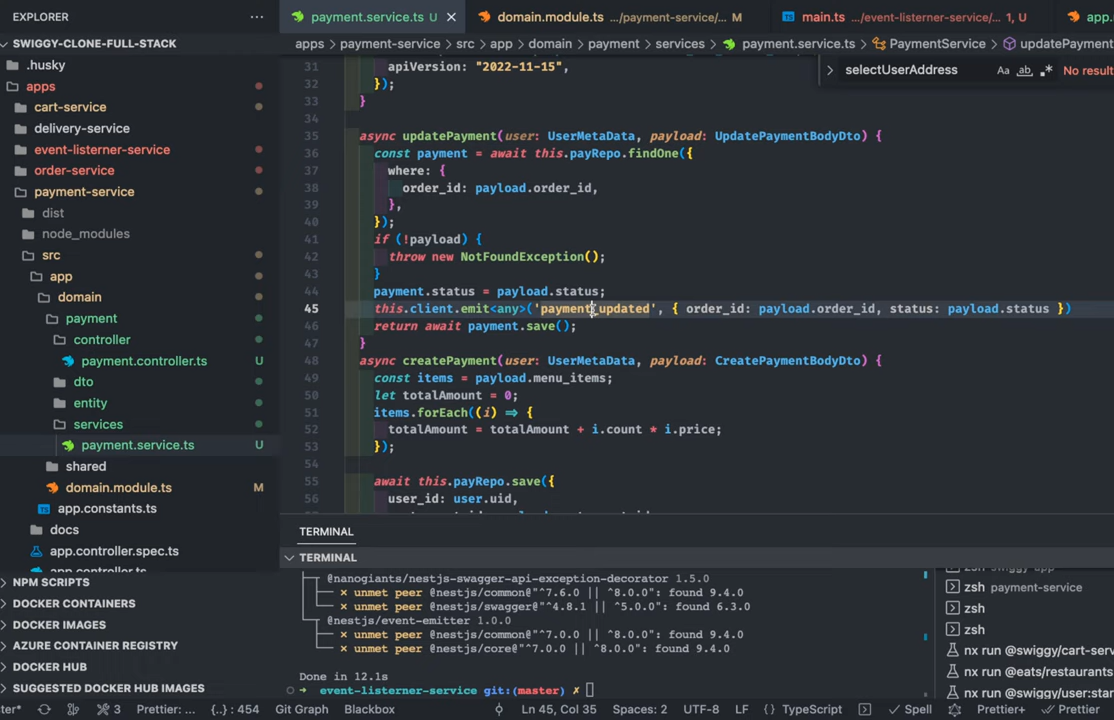 EXPLORER ...
payment.service.ts U
domain.module.ts .../payment-service/... M
main.ts .../event-listerner-service/... 1, U
SWIGGY-CLONE-FULL-STACK
apps > payment-service > src > app > domain > payment > services > payment.service.ts > PaymentService > updatePayment
selectUserAddress Aa ab No result
.husky
apps
cart-service
delivery-service
event-listerner-service
order-service
payment-service
dist
node_modules
src
app
domain
payment
controller
payment.controller.ts U
dto
entity
services
payment.service.ts U
shared
domain.module.ts M
app.constants.ts
docs
app.controller.spec.ts
NPM SCRIPTS
DOCKER CONTAINERS
DOCKER IMAGES
AZURE CONTAINER REGISTRY
DOCKER HUB
SUGGESTED DOCKER HUB IMAGES
31 apiVersion: "2022-11-15",
32 });
33 }
34
35 async updatePayment(user: UserMetaData, payload: UpdatePaymentBodyDto) {
36 const payment = await this.payRepo.findOne({
37 where: {
38 order_id: payload.order_id,
39 },
40 });
41 if (!payload) {
42 throw new NotFoundException();
43 }
44 payment.status = payload.status;
45 this.client.emit<any>('payment_updated', { order_id: payload.order_id, status: payload.status })
46 return await payment.save();
47 }
48 async createPayment(user: UserMetaData, payload: CreatePaymentBodyDto) {
49 const items = payload.menu_items;
50 let totalAmount = 0;
51 items.forEach((i) => {
52 totalAmount = totalAmount + i.count * i.price;
53 });
54
55 await this.payRepo.save({
56 user_id: user.uid,
TERMINAL
TERMINAL
@nanogiants/nestjs-swagger-api-exception-decorator 1.5.0
✕ unmet peer @nestjs/common@"^7.6.0 || ^8.0.0": found 9.4.0
✕ unmet peer @nestjs/swagger@"^4.8.1 || ^5.0.0": found 6.3.0
@nestjs/event-emitter 1.0.0
✕ unmet peer @nestjs/common@"^7.0.0 || ^8.0.0": found 9.4.0
✕ unmet peer @nestjs/core@"^7.0.0 || ^8.0.0": found 9.4.0
Done in 12.1s
➜ event-listerner-service git:(master) ✗
zsh payment-service
zsh
zsh
nx run @swiggy/cart-serv
nx run @eats/restaurants
nx run @swiggy/user:star
ter* 3 Prettier: ... {..} : 454 Git Graph Blackbox Ln 45, Col 35 Spaces: 2 UTF-8 LF {} TypeScript Spell Prettier+ Prettier